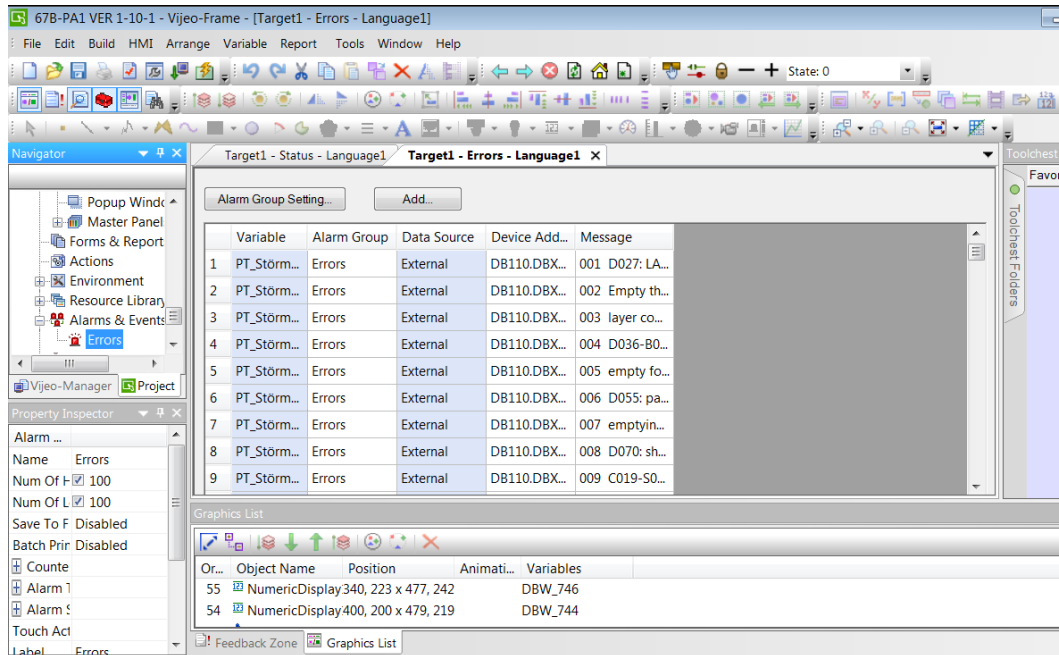 67B-PA1 VER 1-10-1 - Vijeo-Frame - [Target1 - Errors - Language1]
File Edit Build HMI Arrange Variable Report Tools Window Help
State: 0
Navigator
Target1 - Status - Language1
Target1 - Errors - Language1 X
Toolchest
Favor
Toolchest Folders
Popup Windo
Master Panel
Forms & Report
Actions
Environment
Resource Library
Alarms & Events
Errors
Vijeo-Manager Project
Alarm Group Setting... Add...
Variable Alarm Group Data Source Device Add... Message
1 PT_Störm... Errors External DB110.DBX... 001 D027: LA...
2 PT_Störm... Errors External DB110.DBX... 002 Empty th...
3 PT_Störm... Errors External DB110.DBX... 003 layer co...
4 PT_Störm... Errors External DB110.DBX... 004 D036-B0...
5 PT_Störm... Errors External DB110.DBX... 005 empty fo...
6 PT_Störm... Errors External DB110.DBX... 006 D055: pa...
7 PT_Störm... Errors External DB110.DBX... 007 emptyin...
8 PT_Störm... Errors External DB110.DBX... 008 D070: sh...
9 PT_Störm... Errors External DB110.DBX... 009 C019-S0...
Property Inspector
Alarm ...
Name Errors
Num Of H 100
Num Of L 100
Save To F Disabled
Batch Prin Disabled
Counte
Alarm T
Alarm S
Touch Act
Label Errors
Graphics List
Or... Object Name Position Animati... Variables
55 NumericDisplay 340, 223 x 477, 242 DBW_746
54 NumericDisplay 400, 200 x 479, 219 DBW_744
Feedback Zone Graphics List